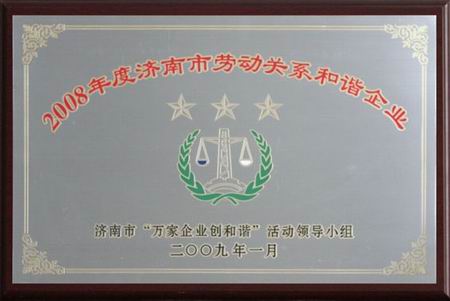 2008年度济南市劳动关系和谐企业
济南市“万家企业创和谐”活动领导小组
二〇〇九年一月